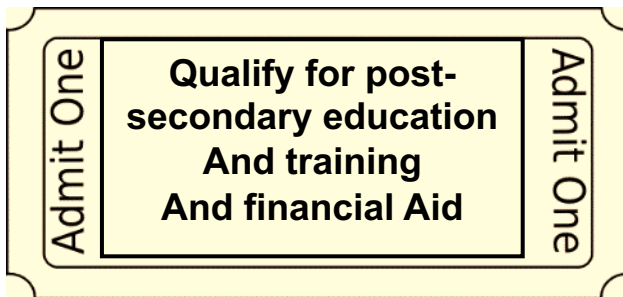 Admit One
Qualify for post-
secondary education
And training
And financial Aid
Admit One